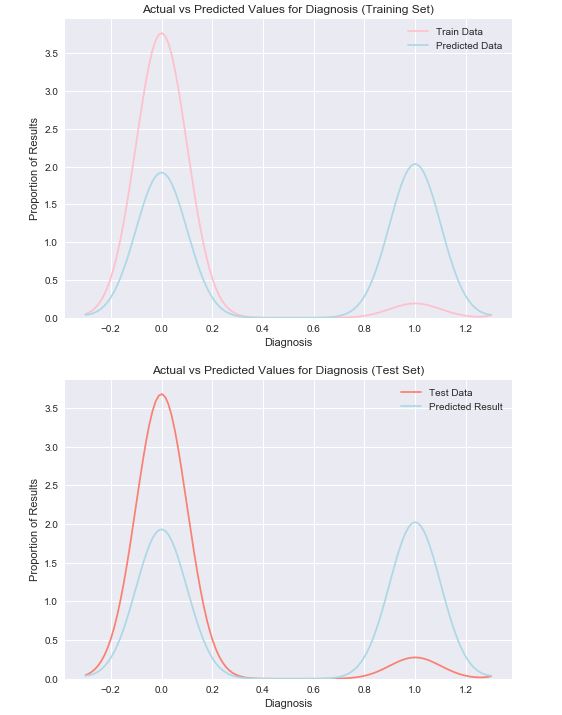 Actual vs Predicted Values for Diagnosis (Training Set)
Train Data
Predicted Data
3.5
3.0
2.5
2.0
1.5
1.0
0.5
0.0
Proportion of Results
−0.2 0.0 0.2 0.4 0.6 0.8 1.0 1.2
Diagnosis
Actual vs Predicted Values for Diagnosis (Test Set)
Test Data
Predicted Result
3.5
3.0
2.5
2.0
1.5
1.0
0.5
0.0
Proportion of Results
−0.2 0.0 0.2 0.4 0.6 0.8 1.0 1.2
Diagnosis